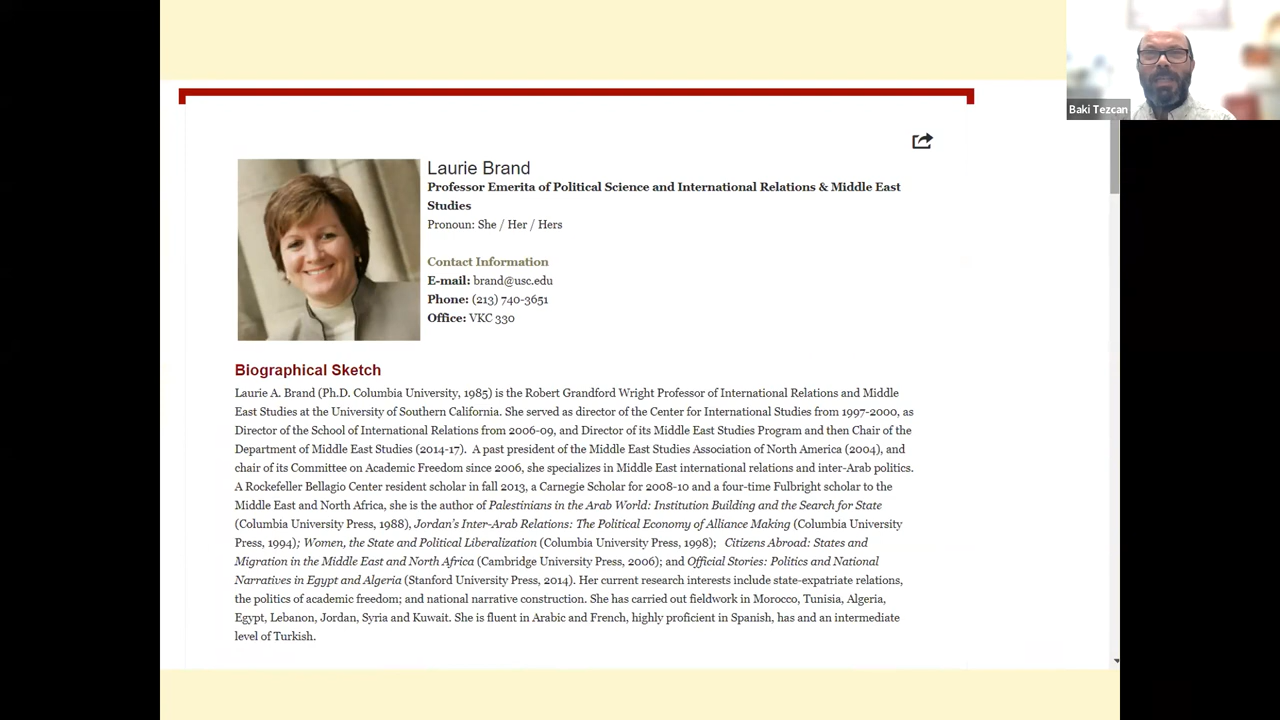 Baki Tezcan
Laurie Brand
Professor Emerita of Political Science and International Relations & Middle East
Studies
Pronoun: She / Her / Hers
Contact Information
E-mail: brand@usc.edu
Phone: (213) 740-3651
Office: VKC 330
Biographical Sketch
Laurie A. Brand (Ph.D. Columbia University, 1985) is the Robert Grandford Wright Professor of International Relations and Middle
East Studies at the University of Southern California. She served as director of the Center for International Studies from 1997-2000, as
Director of the School of International Relations from 2006-09, and Director of its Middle East Studies Program and then Chair of the
Department of Middle East Studies (2014-17). A past president of the Middle East Studies Association of North America (2004), and
chair of its Committee on Academic Freedom since 2006, she specializes in Middle East international relations and inter-Arab politics.
A Rockefeller Bellagio Center resident scholar in fall 2013, a Carnegie Scholar for 2008-10 and a four-time Fulbright scholar to the
Middle East and North Africa, she is the author of Palestinians in the Arab World: Institution Building and the Search for State
(Columbia University Press, 1988), Jordan's Inter-Arab Relations: The Political Economy of Alliance Making (Columbia University
Press, 1994); Women, the State and Political Liberalization (Columbia University Press, 1998); Citizens Abroad: States and
Migration in the Middle East and North Africa (Cambridge University Press, 2006); and Official Stories: Politics and National
Narratives in Egypt and Algeria (Stanford University Press, 2014). Her current research interests include state-expatriate relations,
the politics of academic freedom; and national narrative construction. She has carried out fieldwork in Morocco, Tunisia, Algeria,
Egypt, Lebanon, Jordan, Syria and Kuwait. She is fluent in Arabic and French, highly proficient in Spanish, has and an intermediate
level of Turkish.